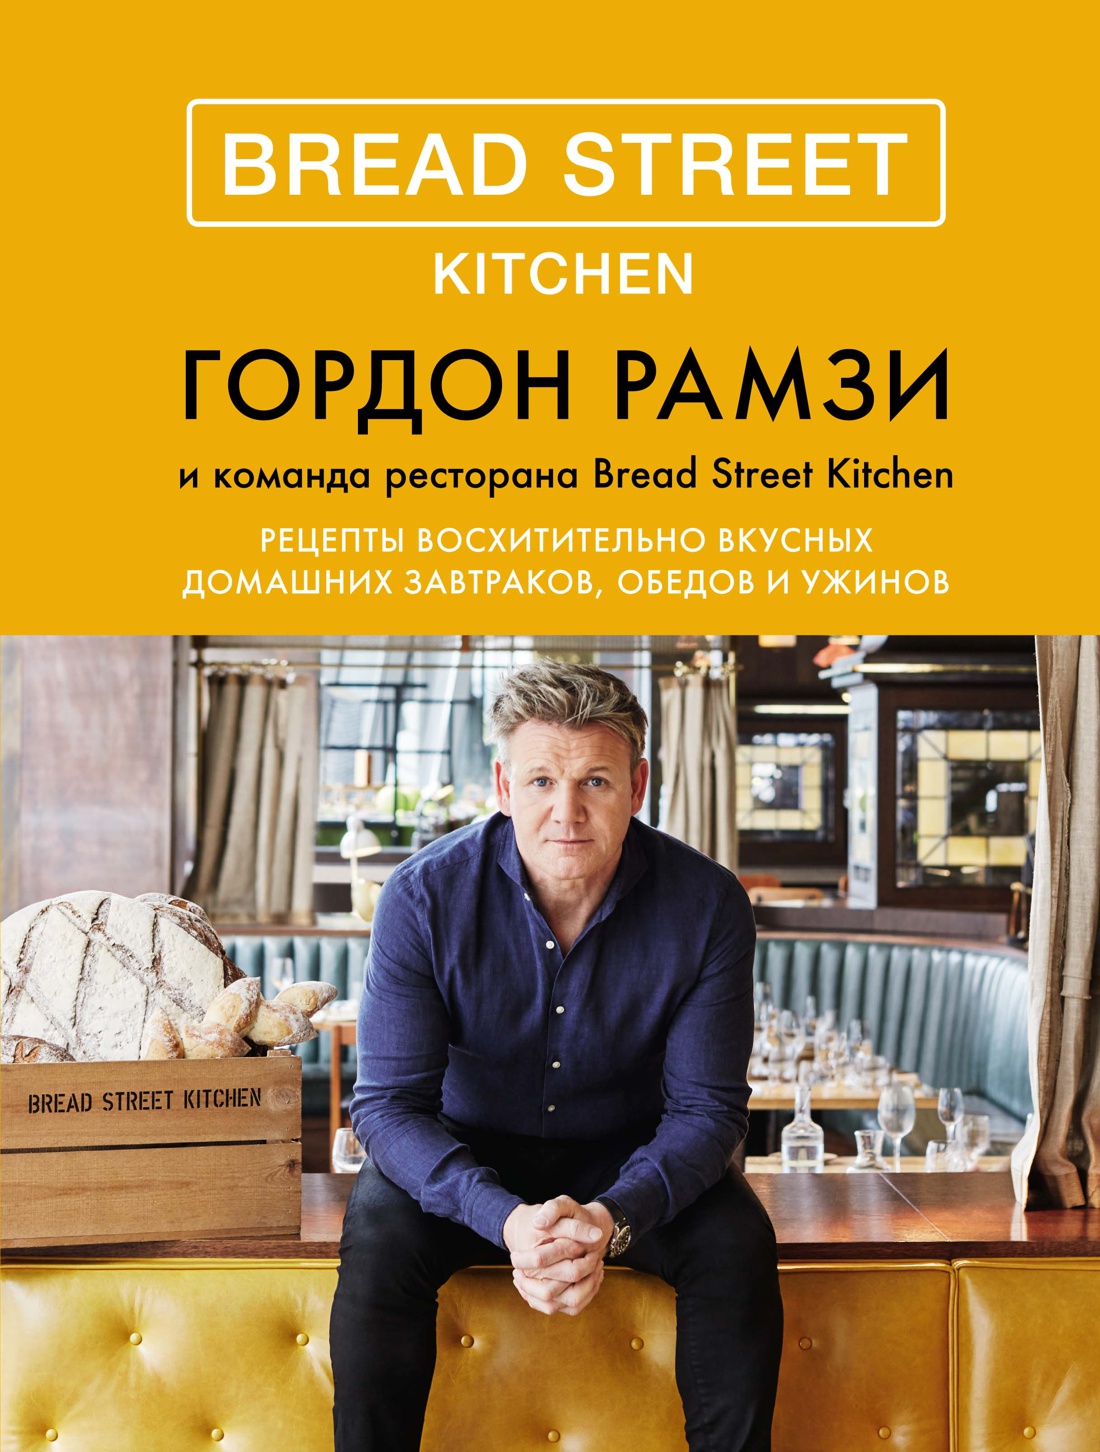 BREAD STREET
KITCHEN
ГОРДОН РАМЗИ
и команда ресторана Bread Street Kitchen
РЕЦЕПТЫ ВОСХИТИТЕЛЬНО ВКУСНЫХ
ДОМАШНИХ ЗАВТРАКОВ, ОБЕДОВ И УЖИНОВ
BREAD STREET KITCHEN